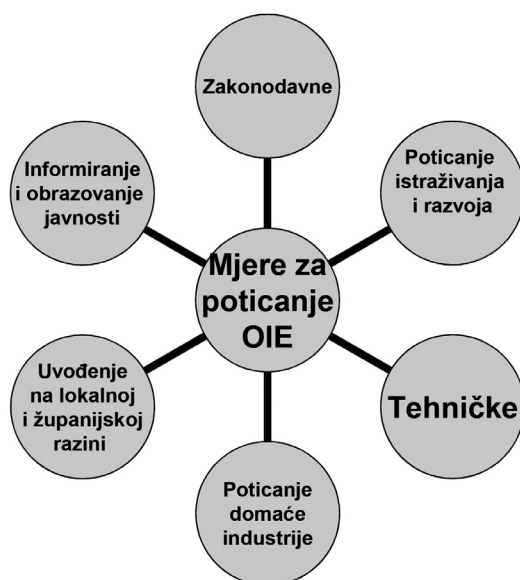 Zakonodavne
Informiranje
i obrazovanje
javnosti
Poticanje
istraživanja
i razvoja
Mjere za
poticanje
OIE
Uvođenje
na lokalnoj
i županijskoj
razini
Tehničke
Poticanje
domaće
industrije